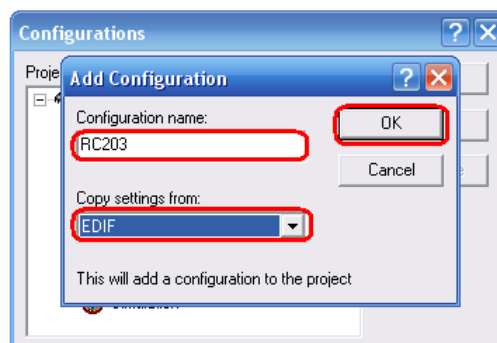 Configurations
Add Configuration
Configuration name:
RC203
OK
Cancel
Copy settings from:
EDIF
This will add a configuration to the project